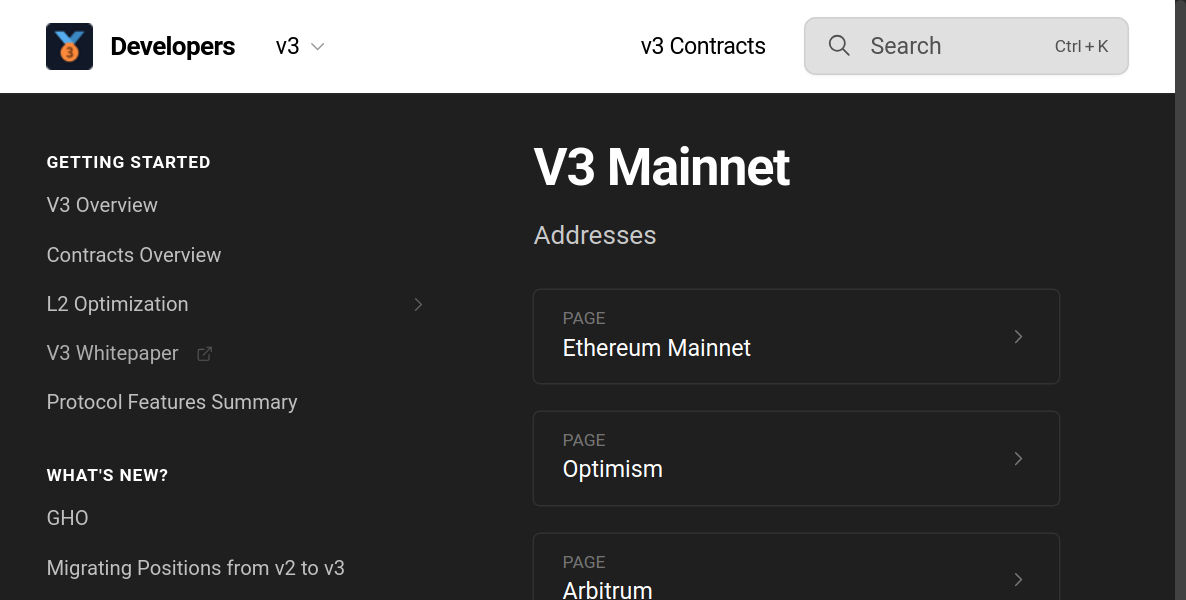 3
Developers
v3
v3 Contracts
Search
Ctrl + K
GETTING STARTED
V3 Overview
Contracts Overview
L2 Optimization
V3 Whitepaper
Protocol Features Summary
WHAT'S NEW?
GHO
Migrating Positions from v2 to v3
V3 Mainnet
Addresses
PAGE
Ethereum Mainnet
PAGE
Optimism
PAGE
Arbitrum